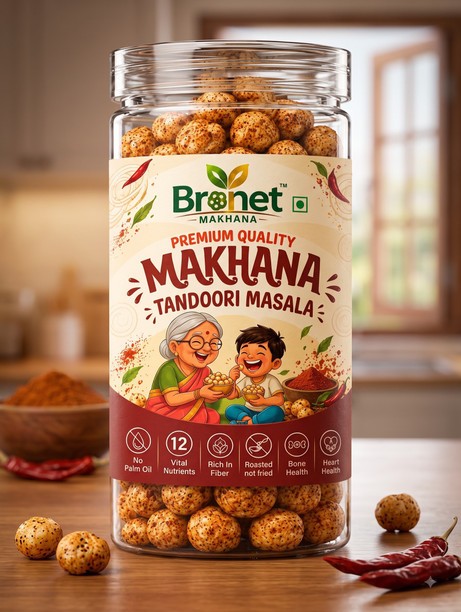 Bronet™
MAKHANA
PREMIUM QUALITY
MAKHANA
TANDOORI MASALA
No
Palm Oil
12
Vital
Nutrients
Rich In
Fiber
Roasted
not fried
Bone
Health
Heart
Health